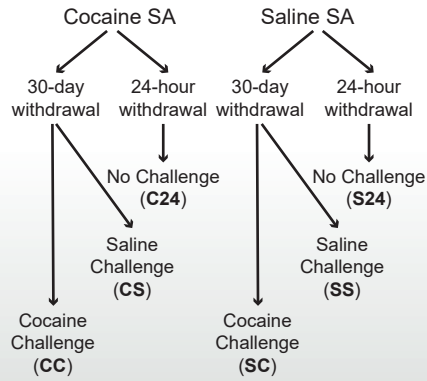 Cocaine SA
30-day
withdrawal
24-hour
withdrawal
No Challenge
(C24)
Saline
Challenge
(CS)
Cocaine
Challenge
(CC)
Saline SA
30-day
withdrawal
24-hour
withdrawal
No Challenge
(S24)
Saline
Challenge
(SS)
Cocaine
Challenge
(SC)